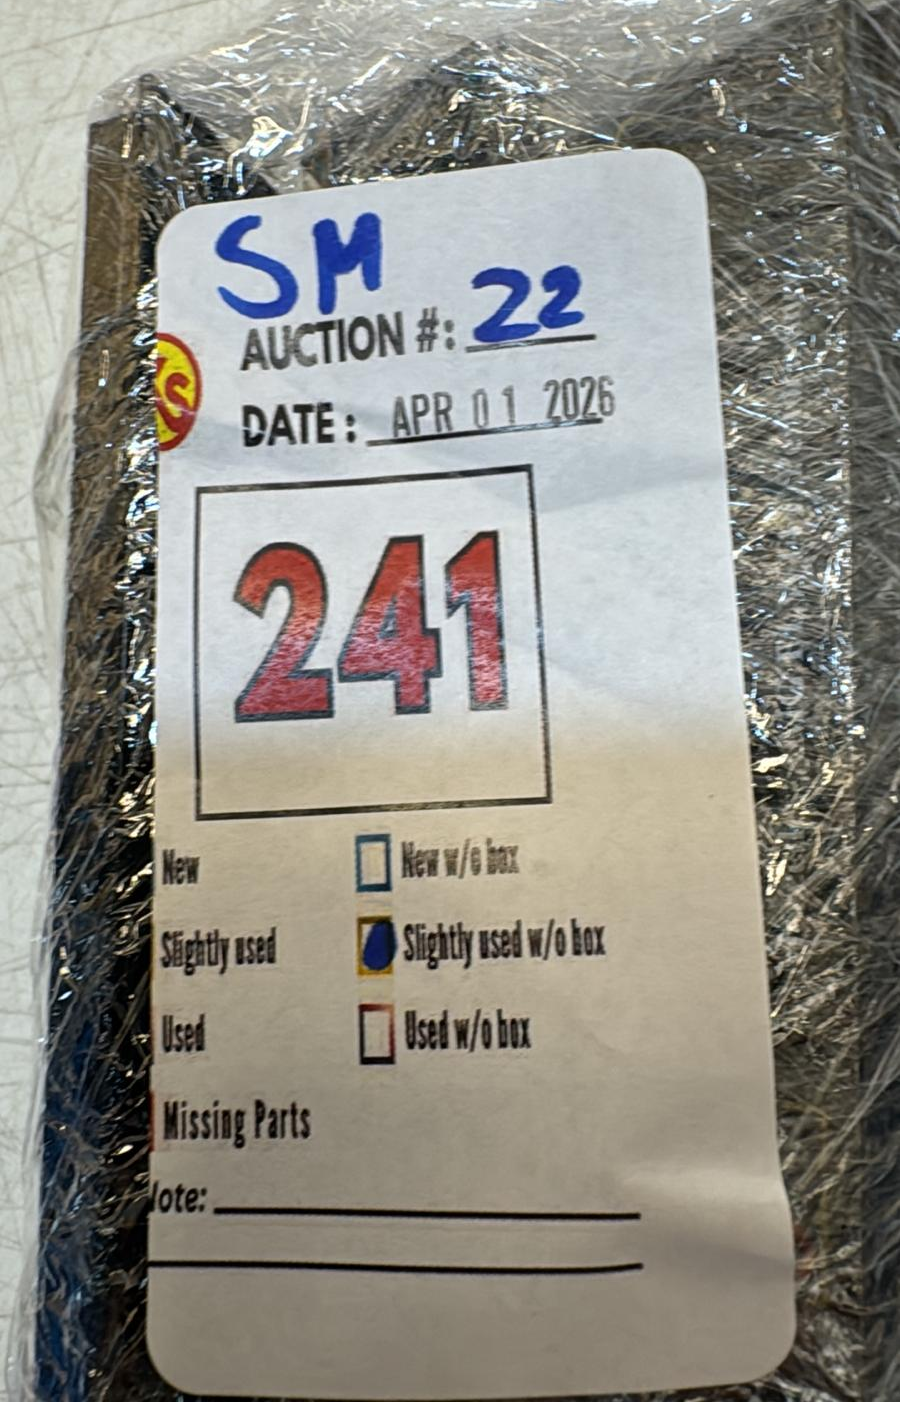 SM
AUCTION #: 22
DATE: APR 01 2026
241
New
New w/o box
Slightly used
Slightly used w/o box
Used
Used w/o box
Missing Parts
ote: